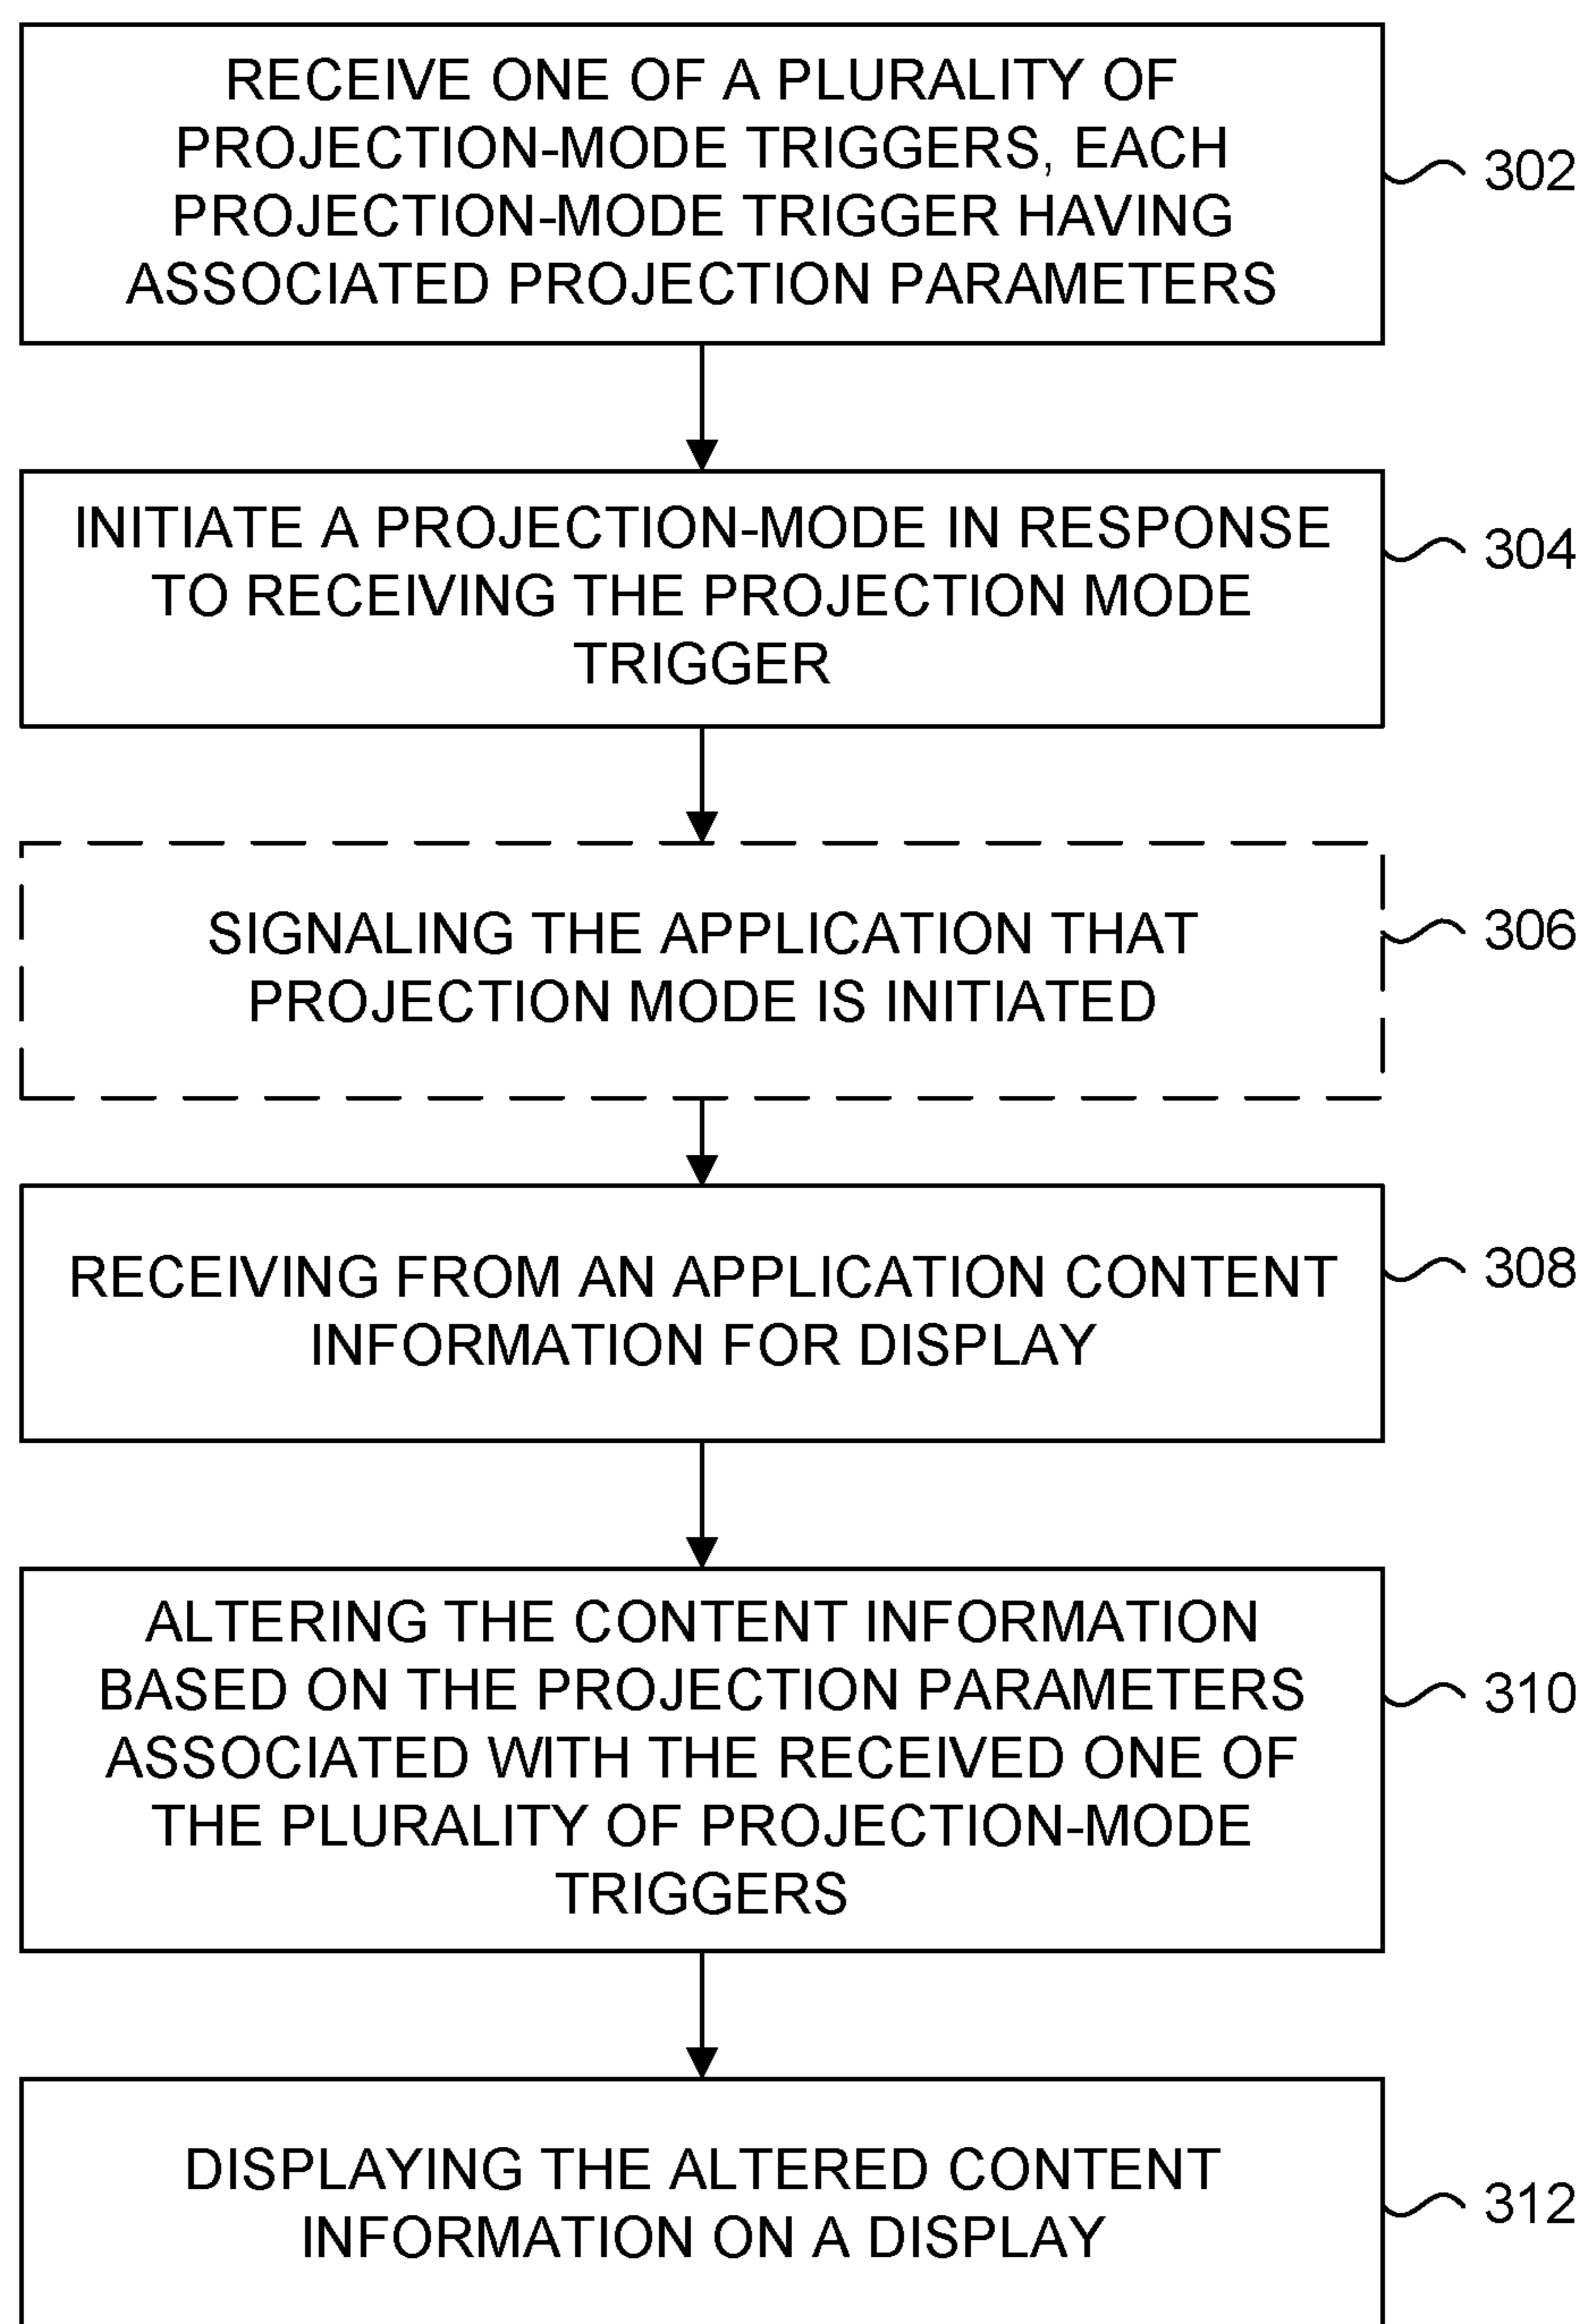 RECEIVE ONE OF A PLURALITY OF
PROJECTION-MODE TRIGGERS, EACH
PROJECTION-MODE TRIGGER HAVING
ASSOCIATED PROJECTION PARAMETERS
302
INITIATE A PROJECTION-MODE IN RESPONSE
TO RECEIVING THE PROJECTION MODE
TRIGGER
304
SIGNALING THE APPLICATION THAT
PROJECTION MODE IS INITIATED
306
RECEIVING FROM AN APPLICATION CONTENT
INFORMATION FOR DISPLAY
308
ALTERING THE CONTENT INFORMATION
BASED ON THE PROJECTION PARAMETERS
ASSOCIATED WITH THE RECEIVED ONE OF
THE PLURALITY OF PROJECTION-MODE
TRIGGERS
310
DISPLAYING THE ALTERED CONTENT
INFORMATION ON A DISPLAY
312